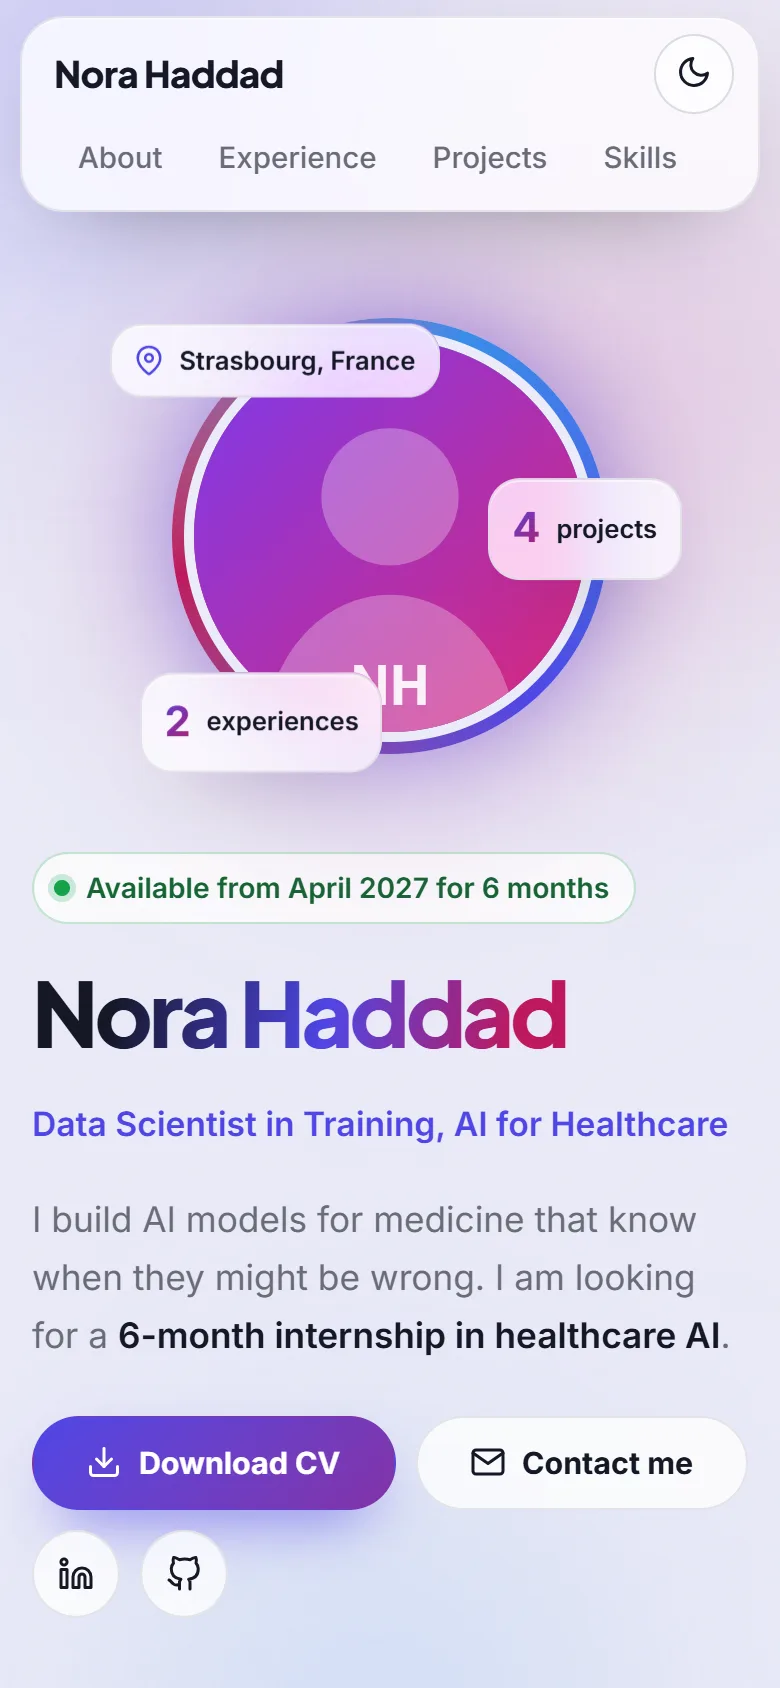 Nora Haddad
About Experience Projects Skills
Strasbourg, France
4 projects
NH
2 experiences
Available from April 2027 for 6 months
Nora Haddad
Data Scientist in Training, AI for Healthcare
I build AI models for medicine that know
when they might be wrong. I am looking
for a 6-month internship in healthcare AI.
Download CV
Contact me
in